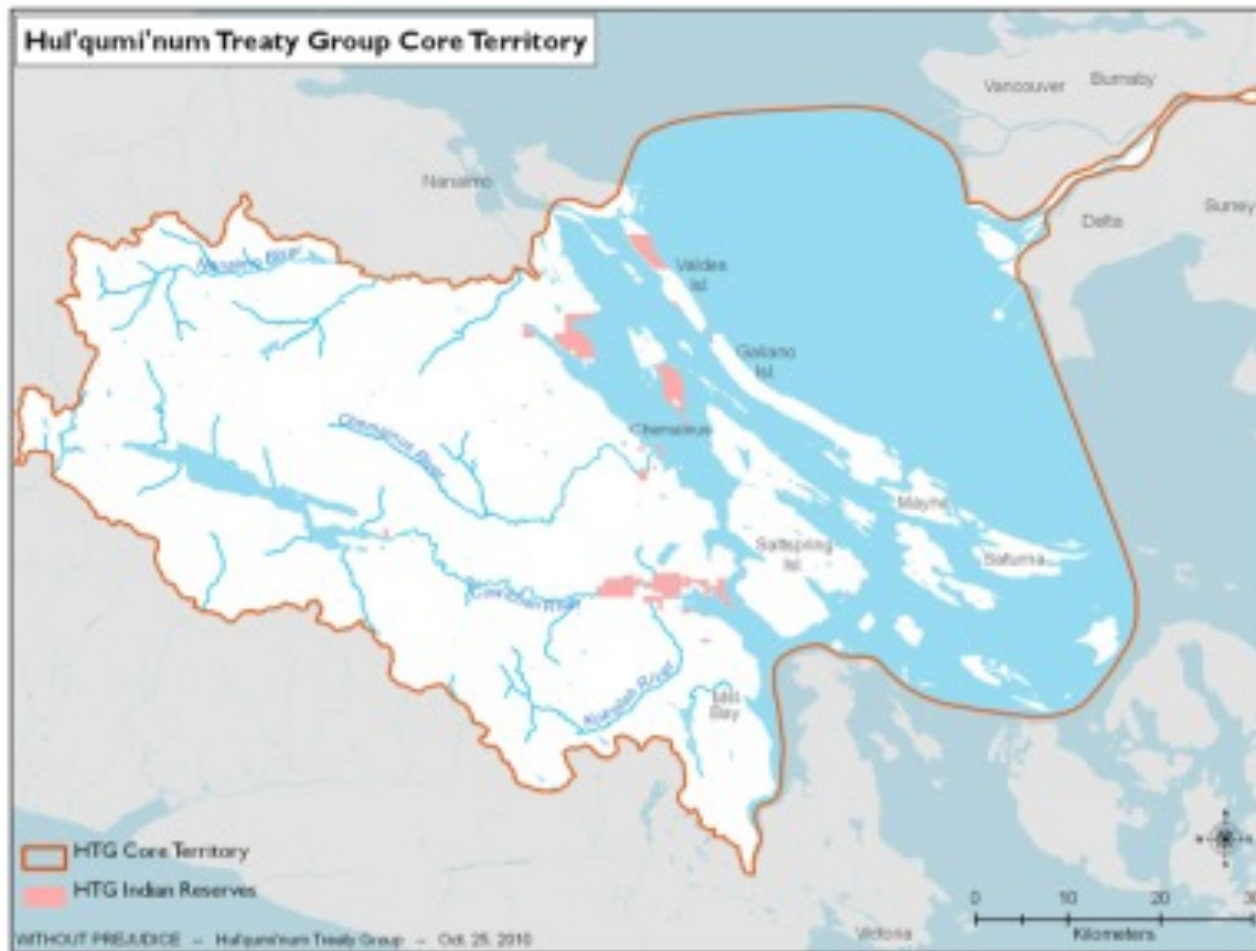 Hul'qumi'num Treaty Group Core Territory
Vancouver
Burnaby
Nanaimo
Delta
Surrey
Nanaimo River
Valdes
Isl
Galiano
Isl
Chemainus River
Chemainus
Mayne
Saltspring
Isl
Saturna
Cowichan River
Koksilah River
Mill
Bay
HTG Core Territory
HTG Indian Reserves
0 10 20 30
Kilometers
WITHOUT PREJUDICE -- Hul'qumi'num Treaty Group -- Oct. 25, 2010
Victoria